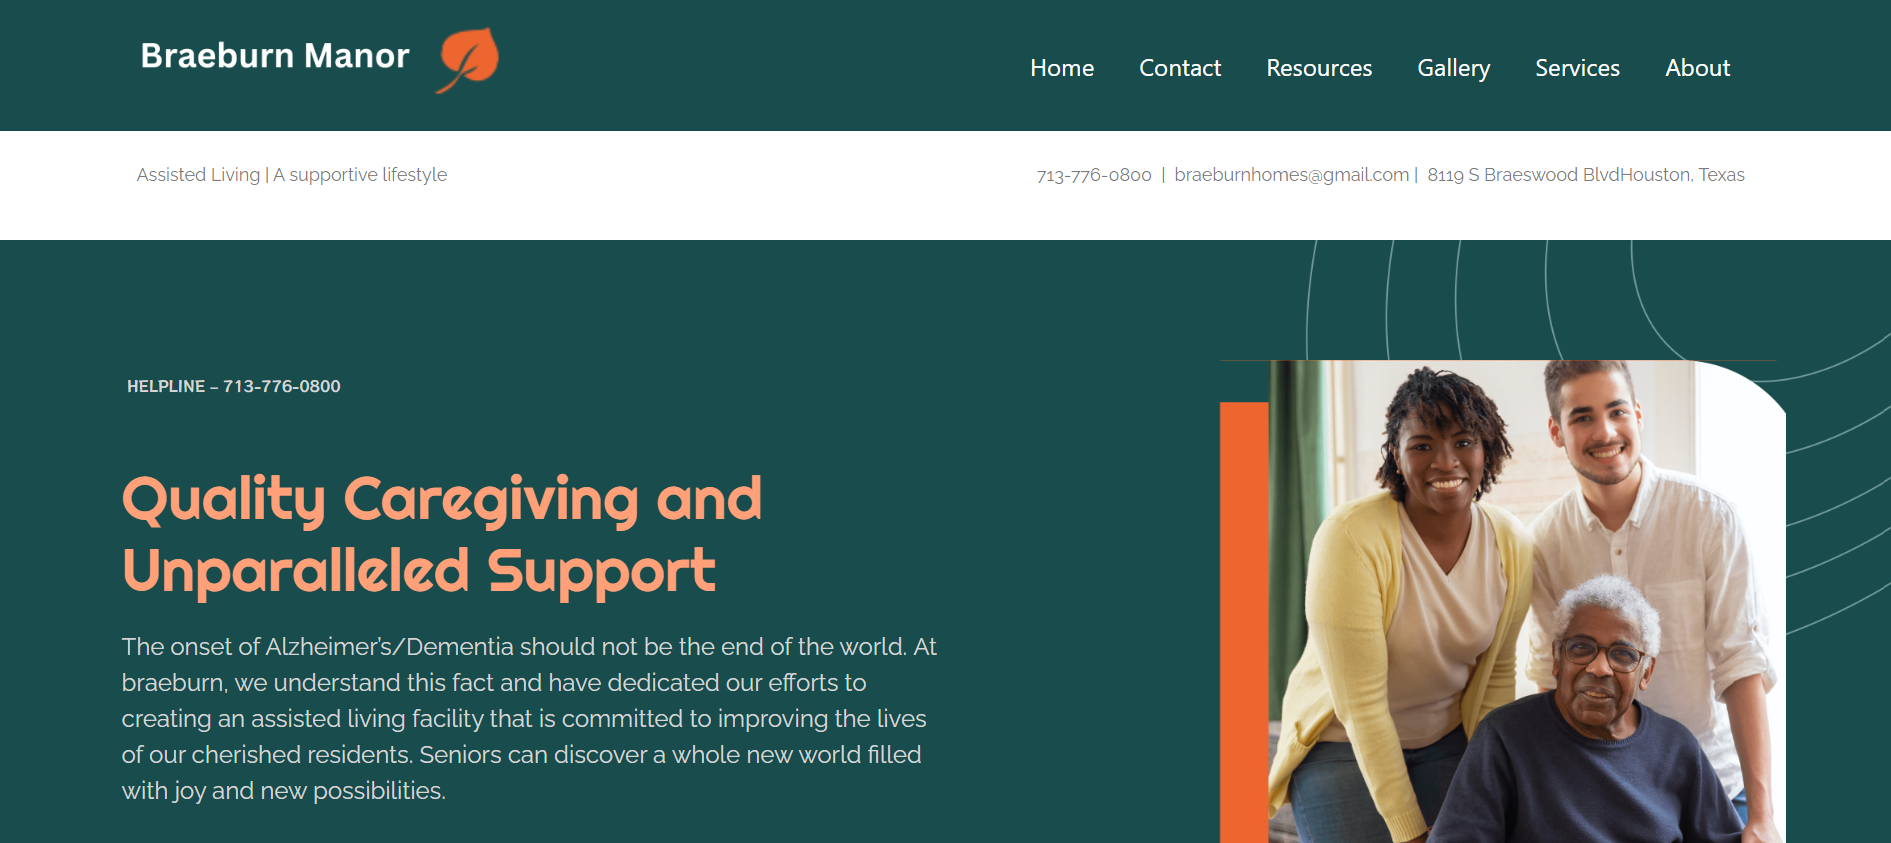 Braeburn Manor
Home Contact Resources Gallery Services About
Assisted Living | A supportive lifestyle
713-776-0800 | braeburnhomes@gmail.com | 8119 S Braeswood BlvdHouston, Texas
HELPLINE – 713-776-0800
Quality Caregiving and
Unparalleled Support
The onset of Alzheimer’s/Dementia should not be the end of the world. At
braeburn, we understand this fact and have dedicated our efforts to
creating an assisted living facility that is committed to improving the lives
of our cherished residents. Seniors can discover a whole new world filled
with joy and new possibilities.